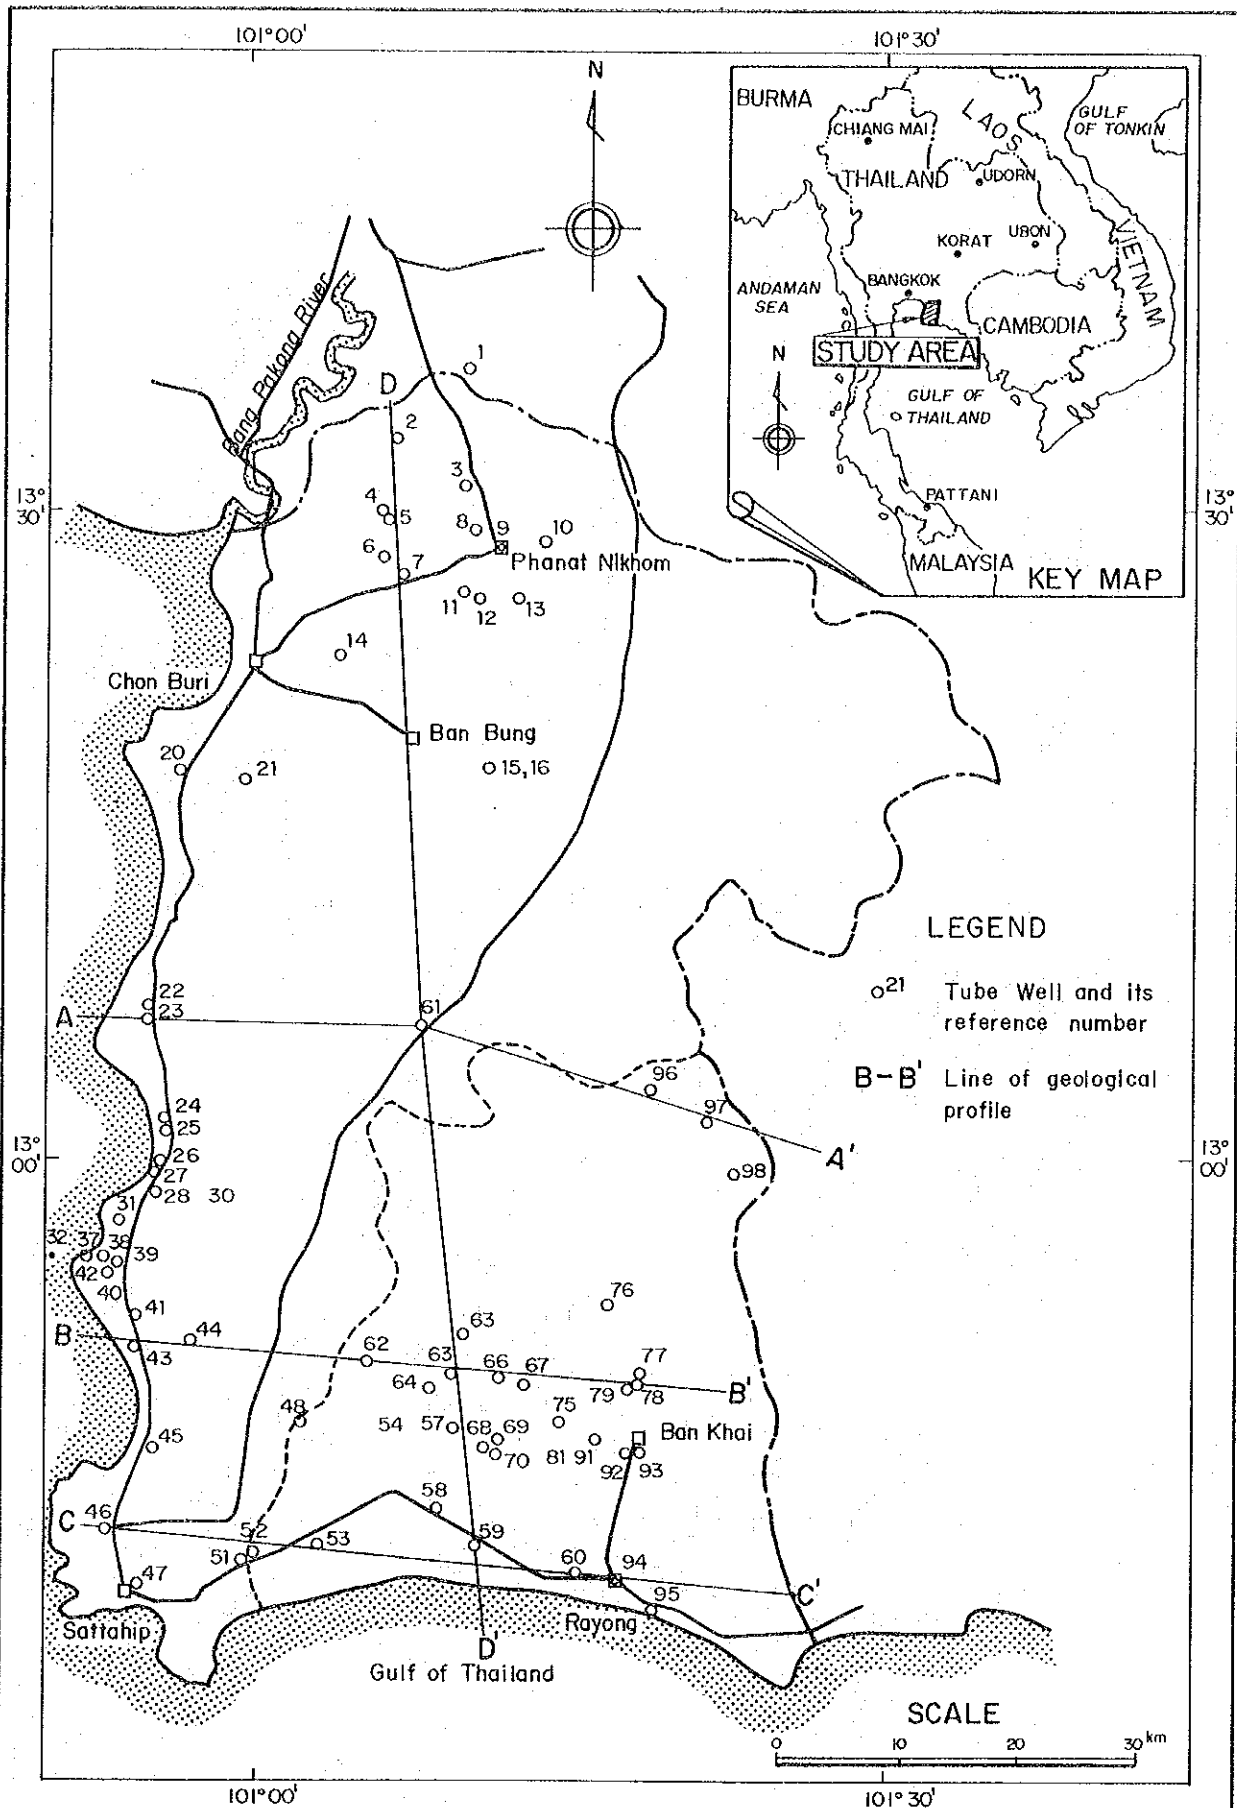 101°00'
101°30'
N
BURMA
LAOS
GULF
OF TONKIN
CHIANG MAI
THAILAND
UDORN
VIETNAM
KORAT
UBON
ANDAMAN
SEA
BANGKOK
CAMBODIA
STUDY AREA
N
GULF OF
THAILAND
PATTANI
MALAYSIA
KEY MAP
Bang Pakong River
1
D
2
3
4
5
13°
30'
13°
30'
8
9
10
6
7
Phanat Nikhom
11
12
13
14
Chon Buri
Ban Bung
20
21
15,16
LEGEND
22
23
A
61
21
Tube Well and its
reference number
B-B'
Line of geological
profile
96
97
24
25
13°
00'
13°
00'
A'
26
27
98
28 30
31
32
37
38
39
42
40
41
76
B
44
43
62
63
63
66
67
77
64
79
78
B'
48
54
57
68
69
75
Ban Khai
45
70
81
91
92
93
58
C
46
52
51
53
59
60
94
C'
47
95
Sattahip
Rayong
D'
Gulf of Thailand
SCALE
0
10
20
30 km
101°00'
101°30'